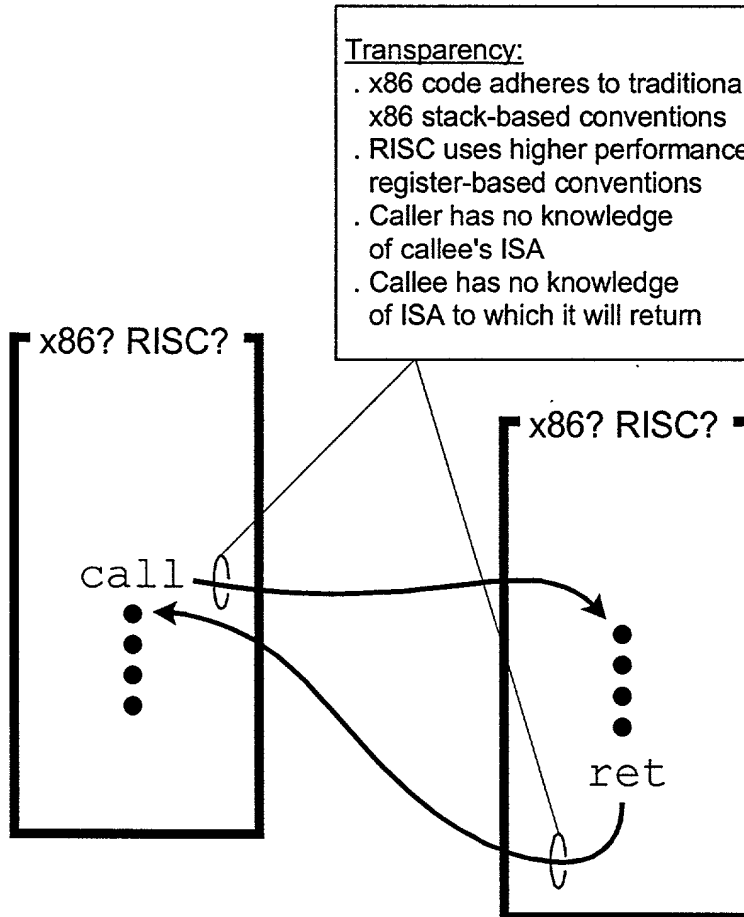 Transparency:
. x86 code adheres to traditiona
x86 stack-based conventions
. RISC uses higher performance
register-based conventions
. Caller has no knowledge
of callee's ISA
. Callee has no knowledge
of ISA to which it will return
x86? RISC?
x86? RISC?
call
ret